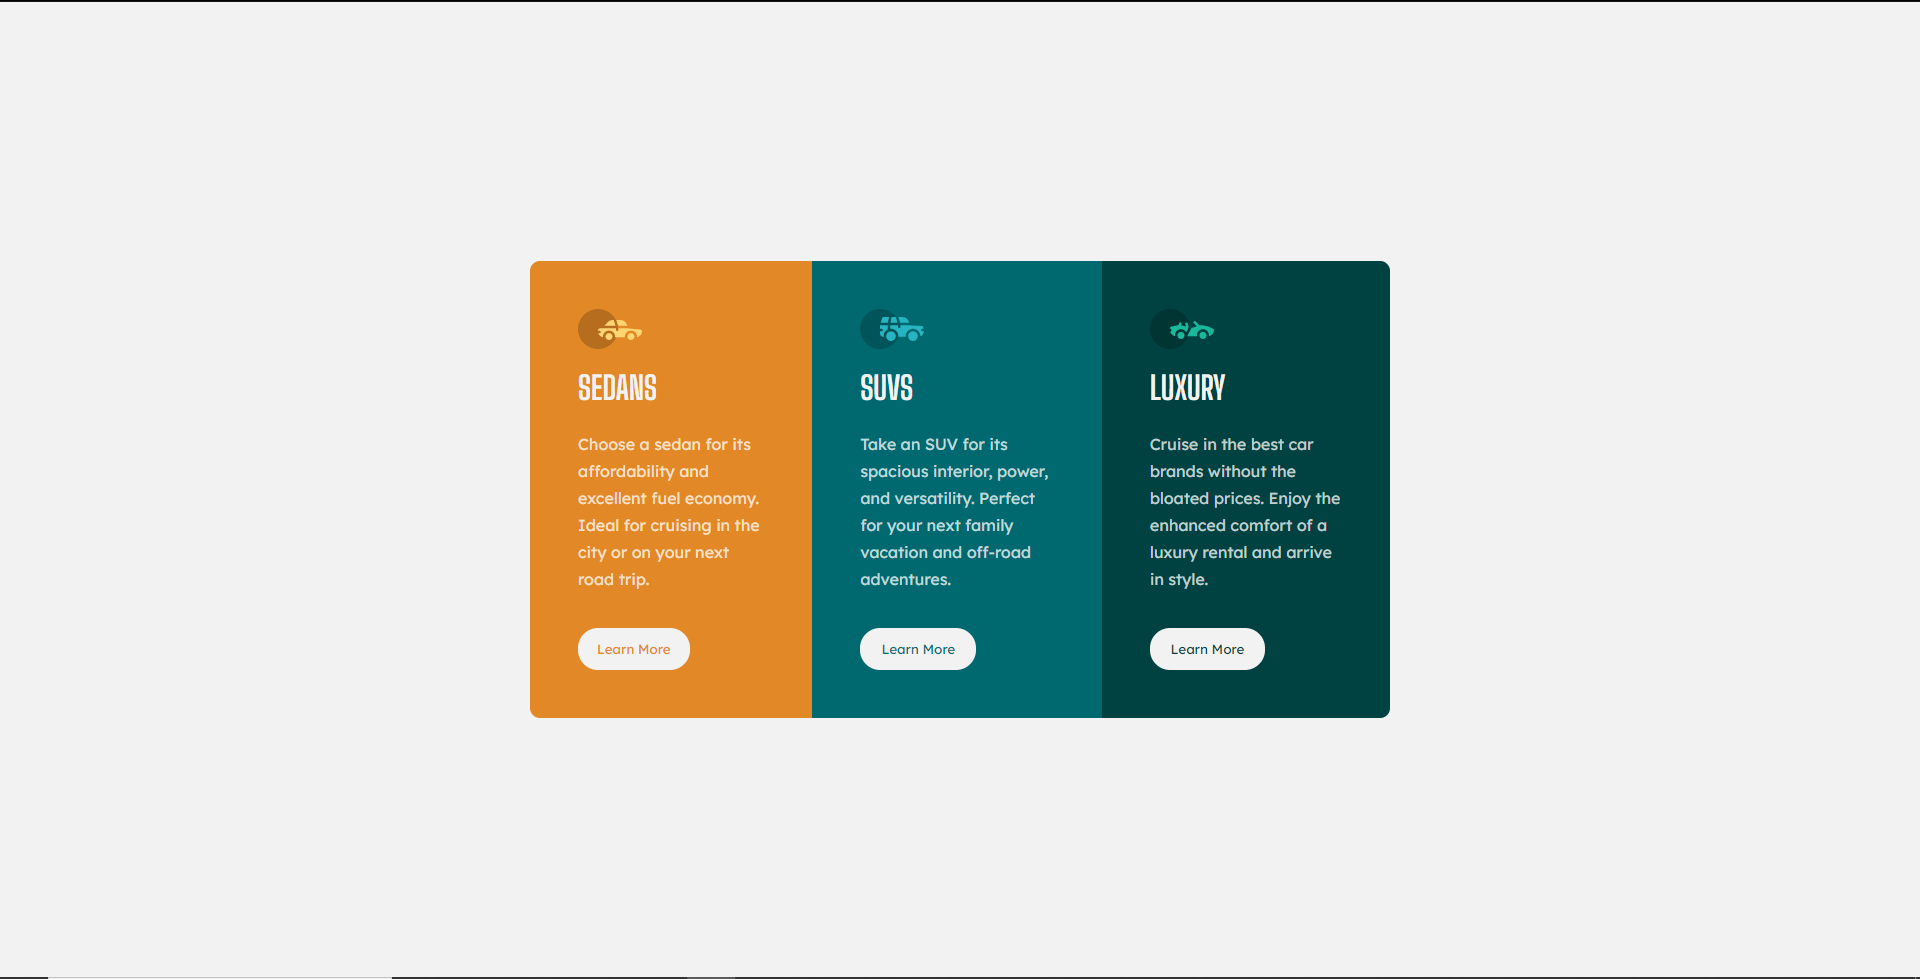 SEDANS
Choose a sedan for its
affordability and
excellent fuel economy.
Ideal for cruising in the
city or on your next
road trip.
Learn More
SUVS
Take an SUV for its
spacious interior, power,
and versatility. Perfect
for your next family
vacation and off-road
adventures.
Learn More
LUXURY
Cruise in the best car
brands without the
bloated prices. Enjoy the
enhanced comfort of a
luxury rental and arrive
in style.
Learn More